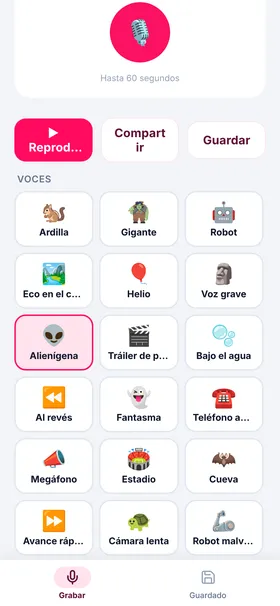 Hasta 60 segundos
Reprod...
Compart
ir
Guardar
VOCES
Ardilla
Gigante
Robot
Eco en el c...
Helio
Voz grave
Alienígena
Tráiler de p...
Bajo el agua
Al revés
Fantasma
Teléfono a...
Megáfono
Estadio
Cueva
Avance ráp...
Cámara lenta
Robot malv...
Grabar
Guardado